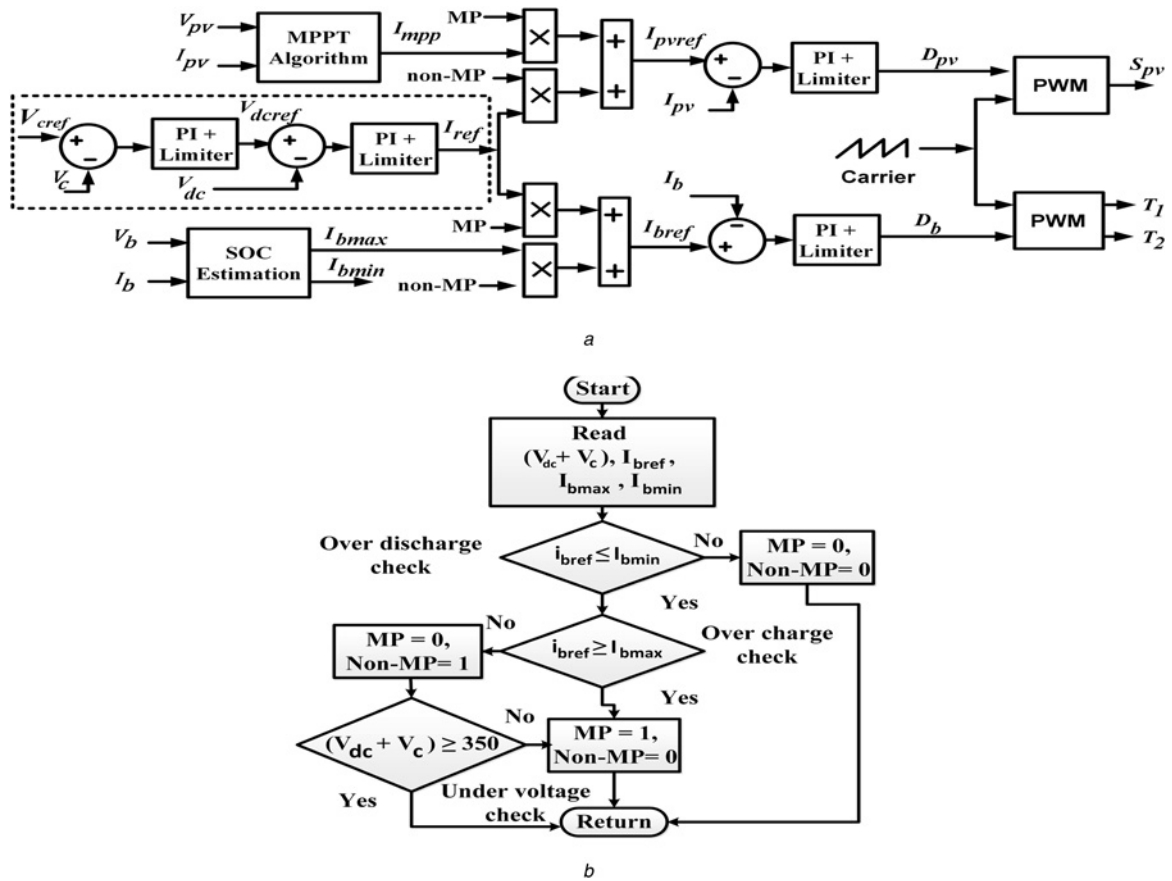 V_pv
I_pv
MPPT
Algorithm
I_mpp
MP
×
+
+
I_pvref
+
−
I_pv
PI +
Limiter
D_pv
PWM
S_pv
non-MP
×
V_cref
+
−
V_c
PI +
Limiter
V_dcref
+
−
V_dc
PI +
Limiter
I_ref
Carrier
×
MP
+
+
I_bref
I_b
−
+
PI +
Limiter
D_b
PWM
T_1
T_2
V_b
I_b
SOC
Estimation
I_bmax
I_bmin
×
non-MP
a
Start
Read
(V_dc + V_c), I_bref,
I_bmax, I_bmin
Over discharge
check
i_bref ≤ I_bmin
No
MP = 0,
Non-MP= 0
Yes
No
MP = 0,
Non-MP= 1
i_bref ≥ I_bmax
Over charge
check
Yes
(V_dc + V_c) ≥ 350
No
MP = 1,
Non-MP= 0
Yes
Under voltage
check
Return
b